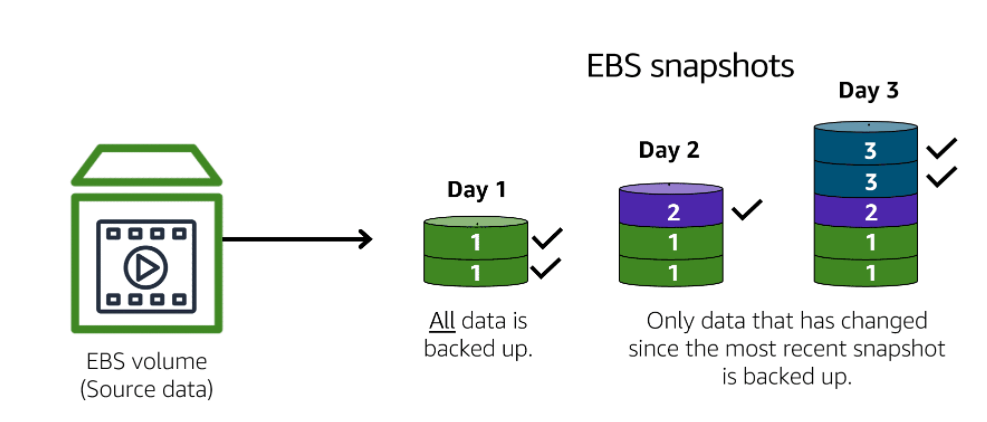 EBS snapshots
Day 1
Day 2
Day 3
1
1
2
1
1
3
3
2
1
1
EBS volume
(Source data)
All data is
backed up.
Only data that has changed
since the most recent snapshot
is backed up.